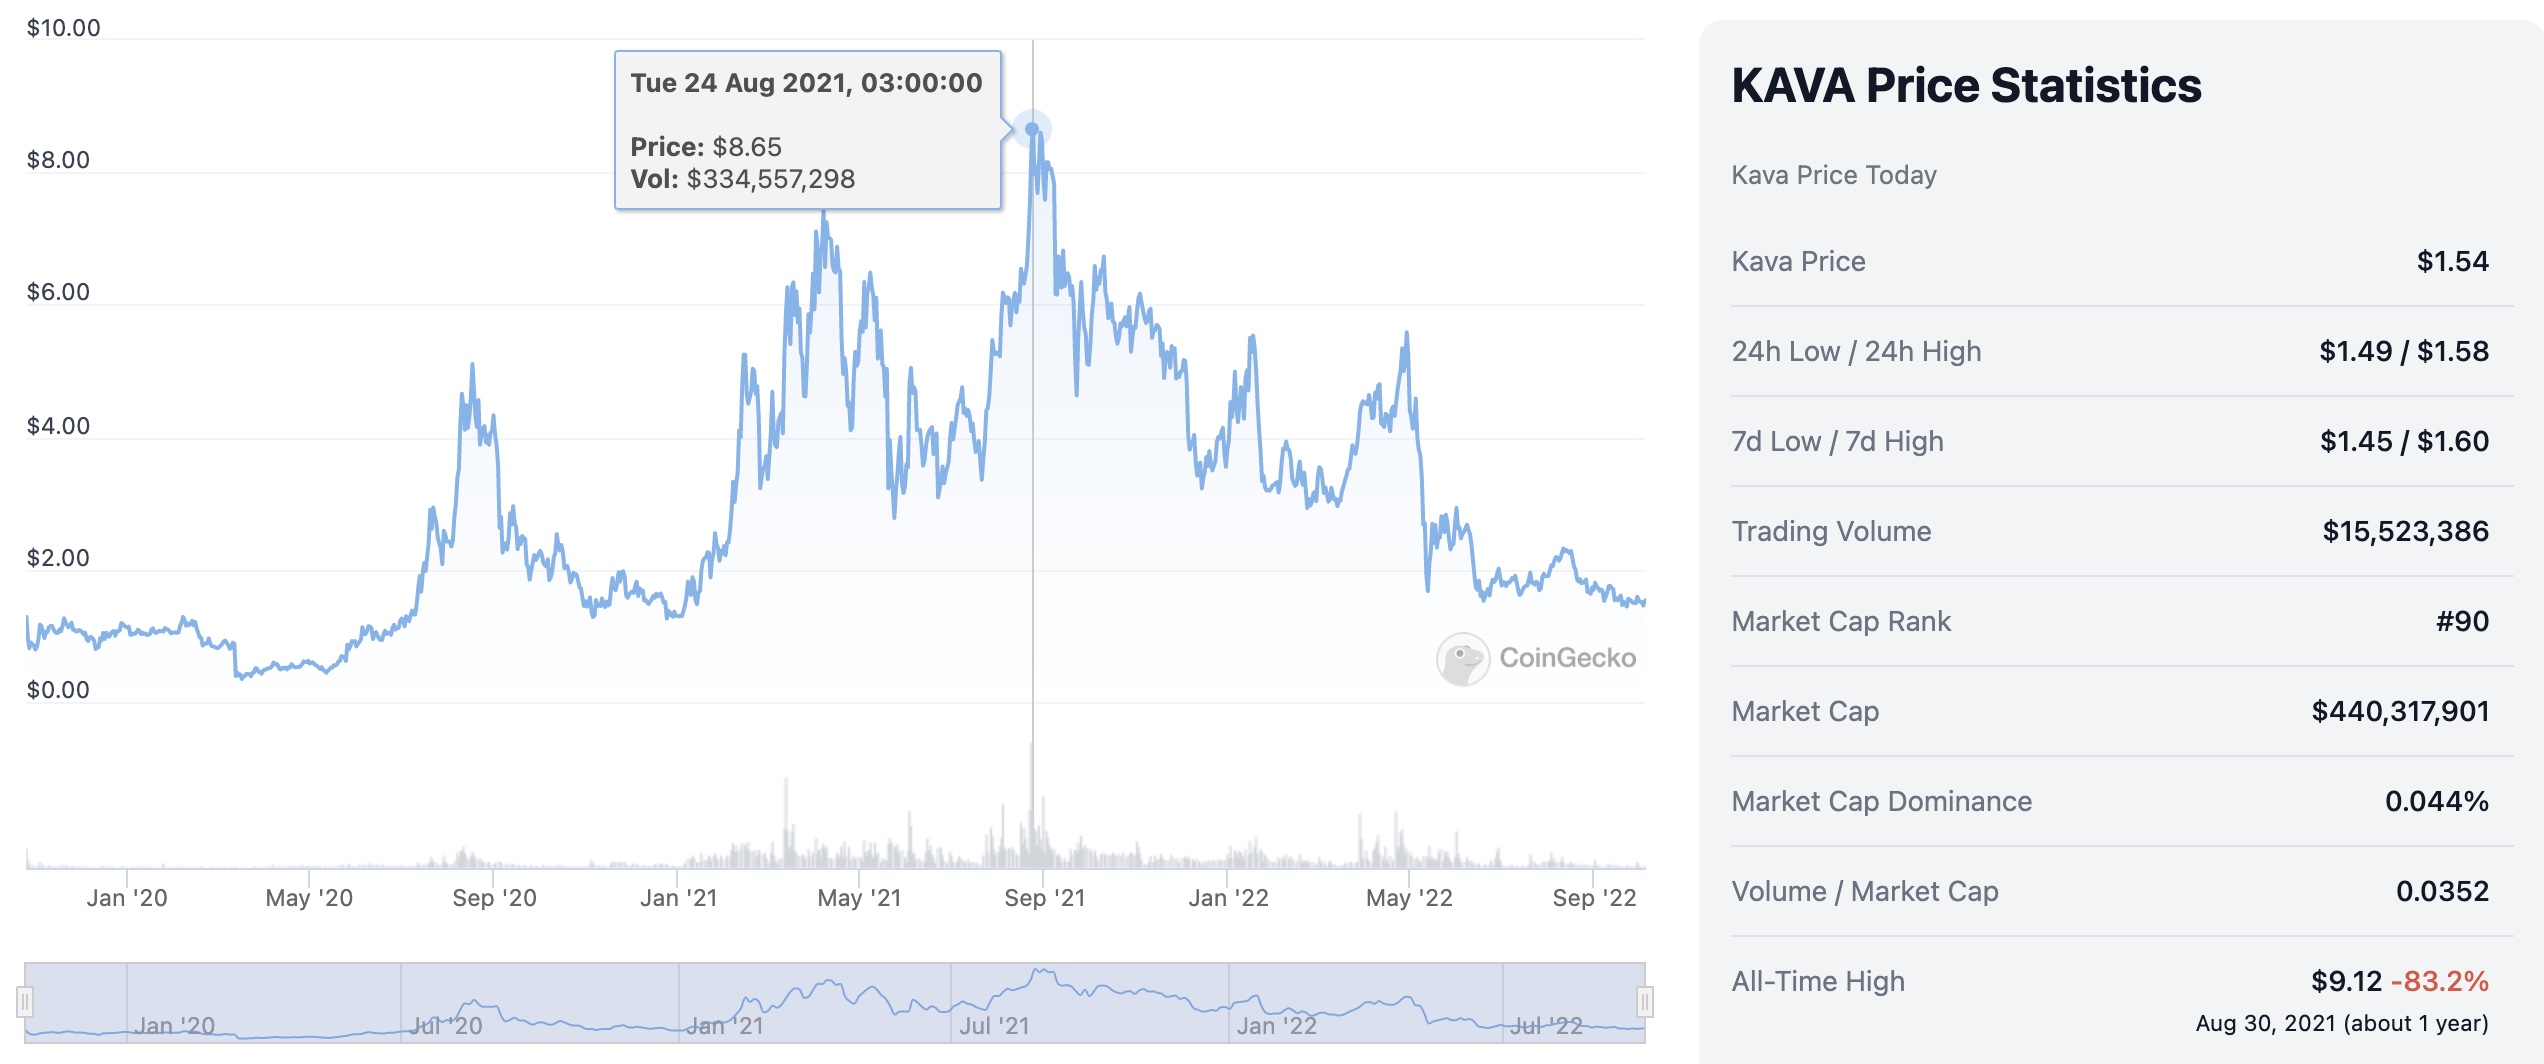 $10.00
$8.00
$6.00
$4.00
$2.00
$0.00
Tue 24 Aug 2021, 03:00:00
Price: $8.65
Vol: $334,557,298
CoinGecko
Jan '20 May '20 Sep '20 Jan '21 May '21 Sep '21 Jan '22 May '22 Sep '22
Jan '20 Jul '20 Jan '21 Jul '21 Jan '22 Jul '22
KAVA Price Statistics
Kava Price Today
Kava Price $1.54
24h Low / 24h High $1.49 / $1.58
7d Low / 7d High $1.45 / $1.60
Trading Volume $15,523,386
Market Cap Rank #90
Market Cap $440,317,901
Market Cap Dominance 0.044%
Volume / Market Cap 0.0352
All-Time High $9.12 -83.2%
Aug 30, 2021 (about 1 year)